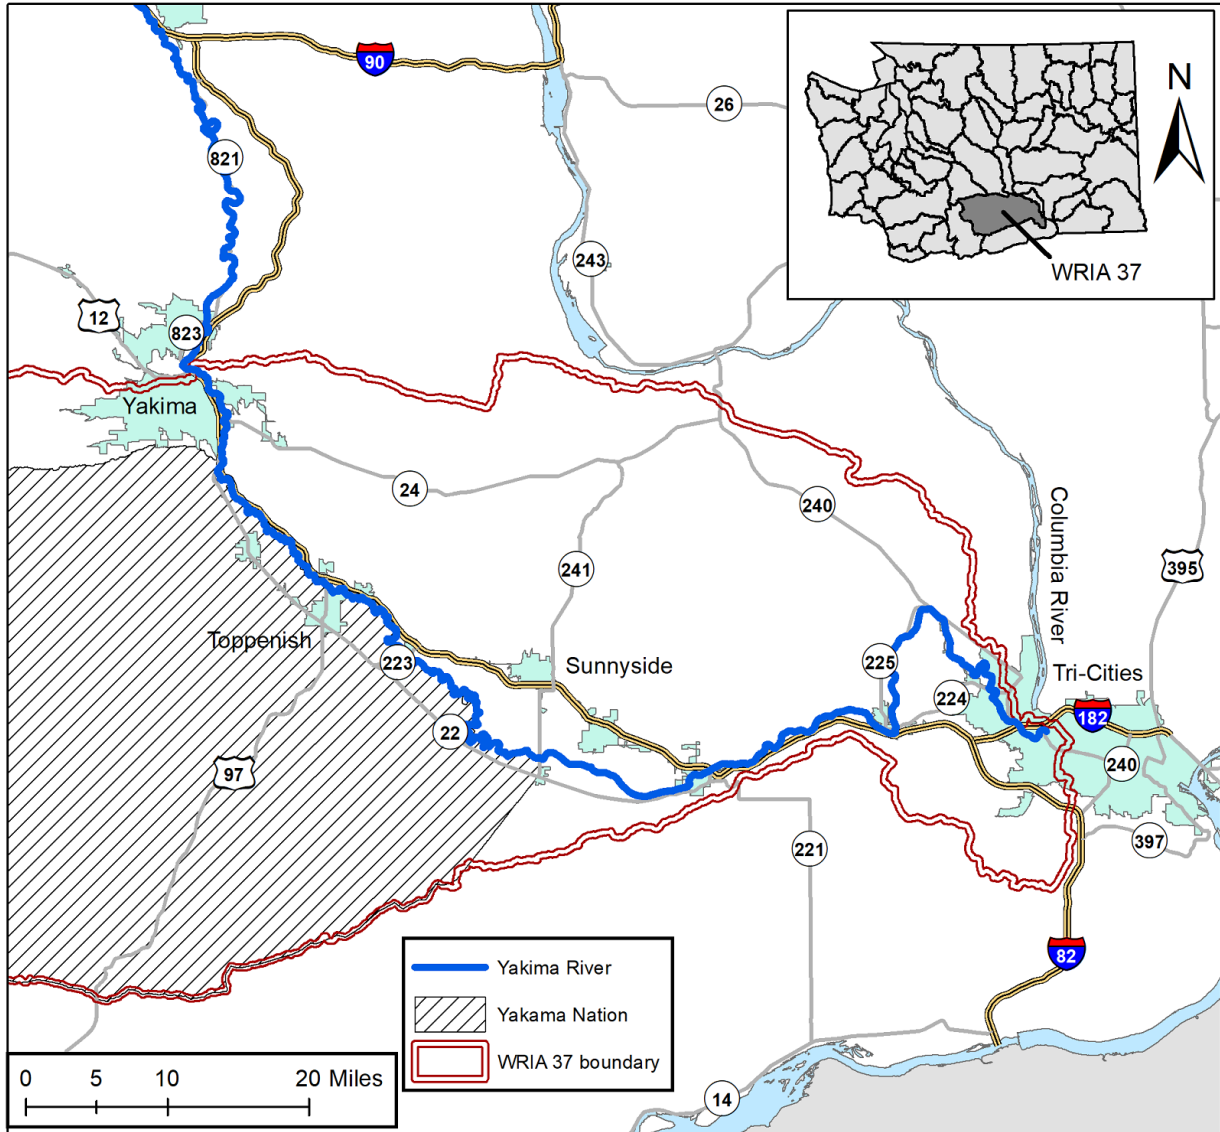 90
26
N
821
WRIA 37
243
12
823
Yakima
24
240
Columbia River
241
395
Toppenish
223
Sunnyside
225
Tri-Cities
224
182
22
97
240
221
397
82
Yakima River
Yakama Nation
WRIA 37 boundary
0 5 10 20 Miles
14